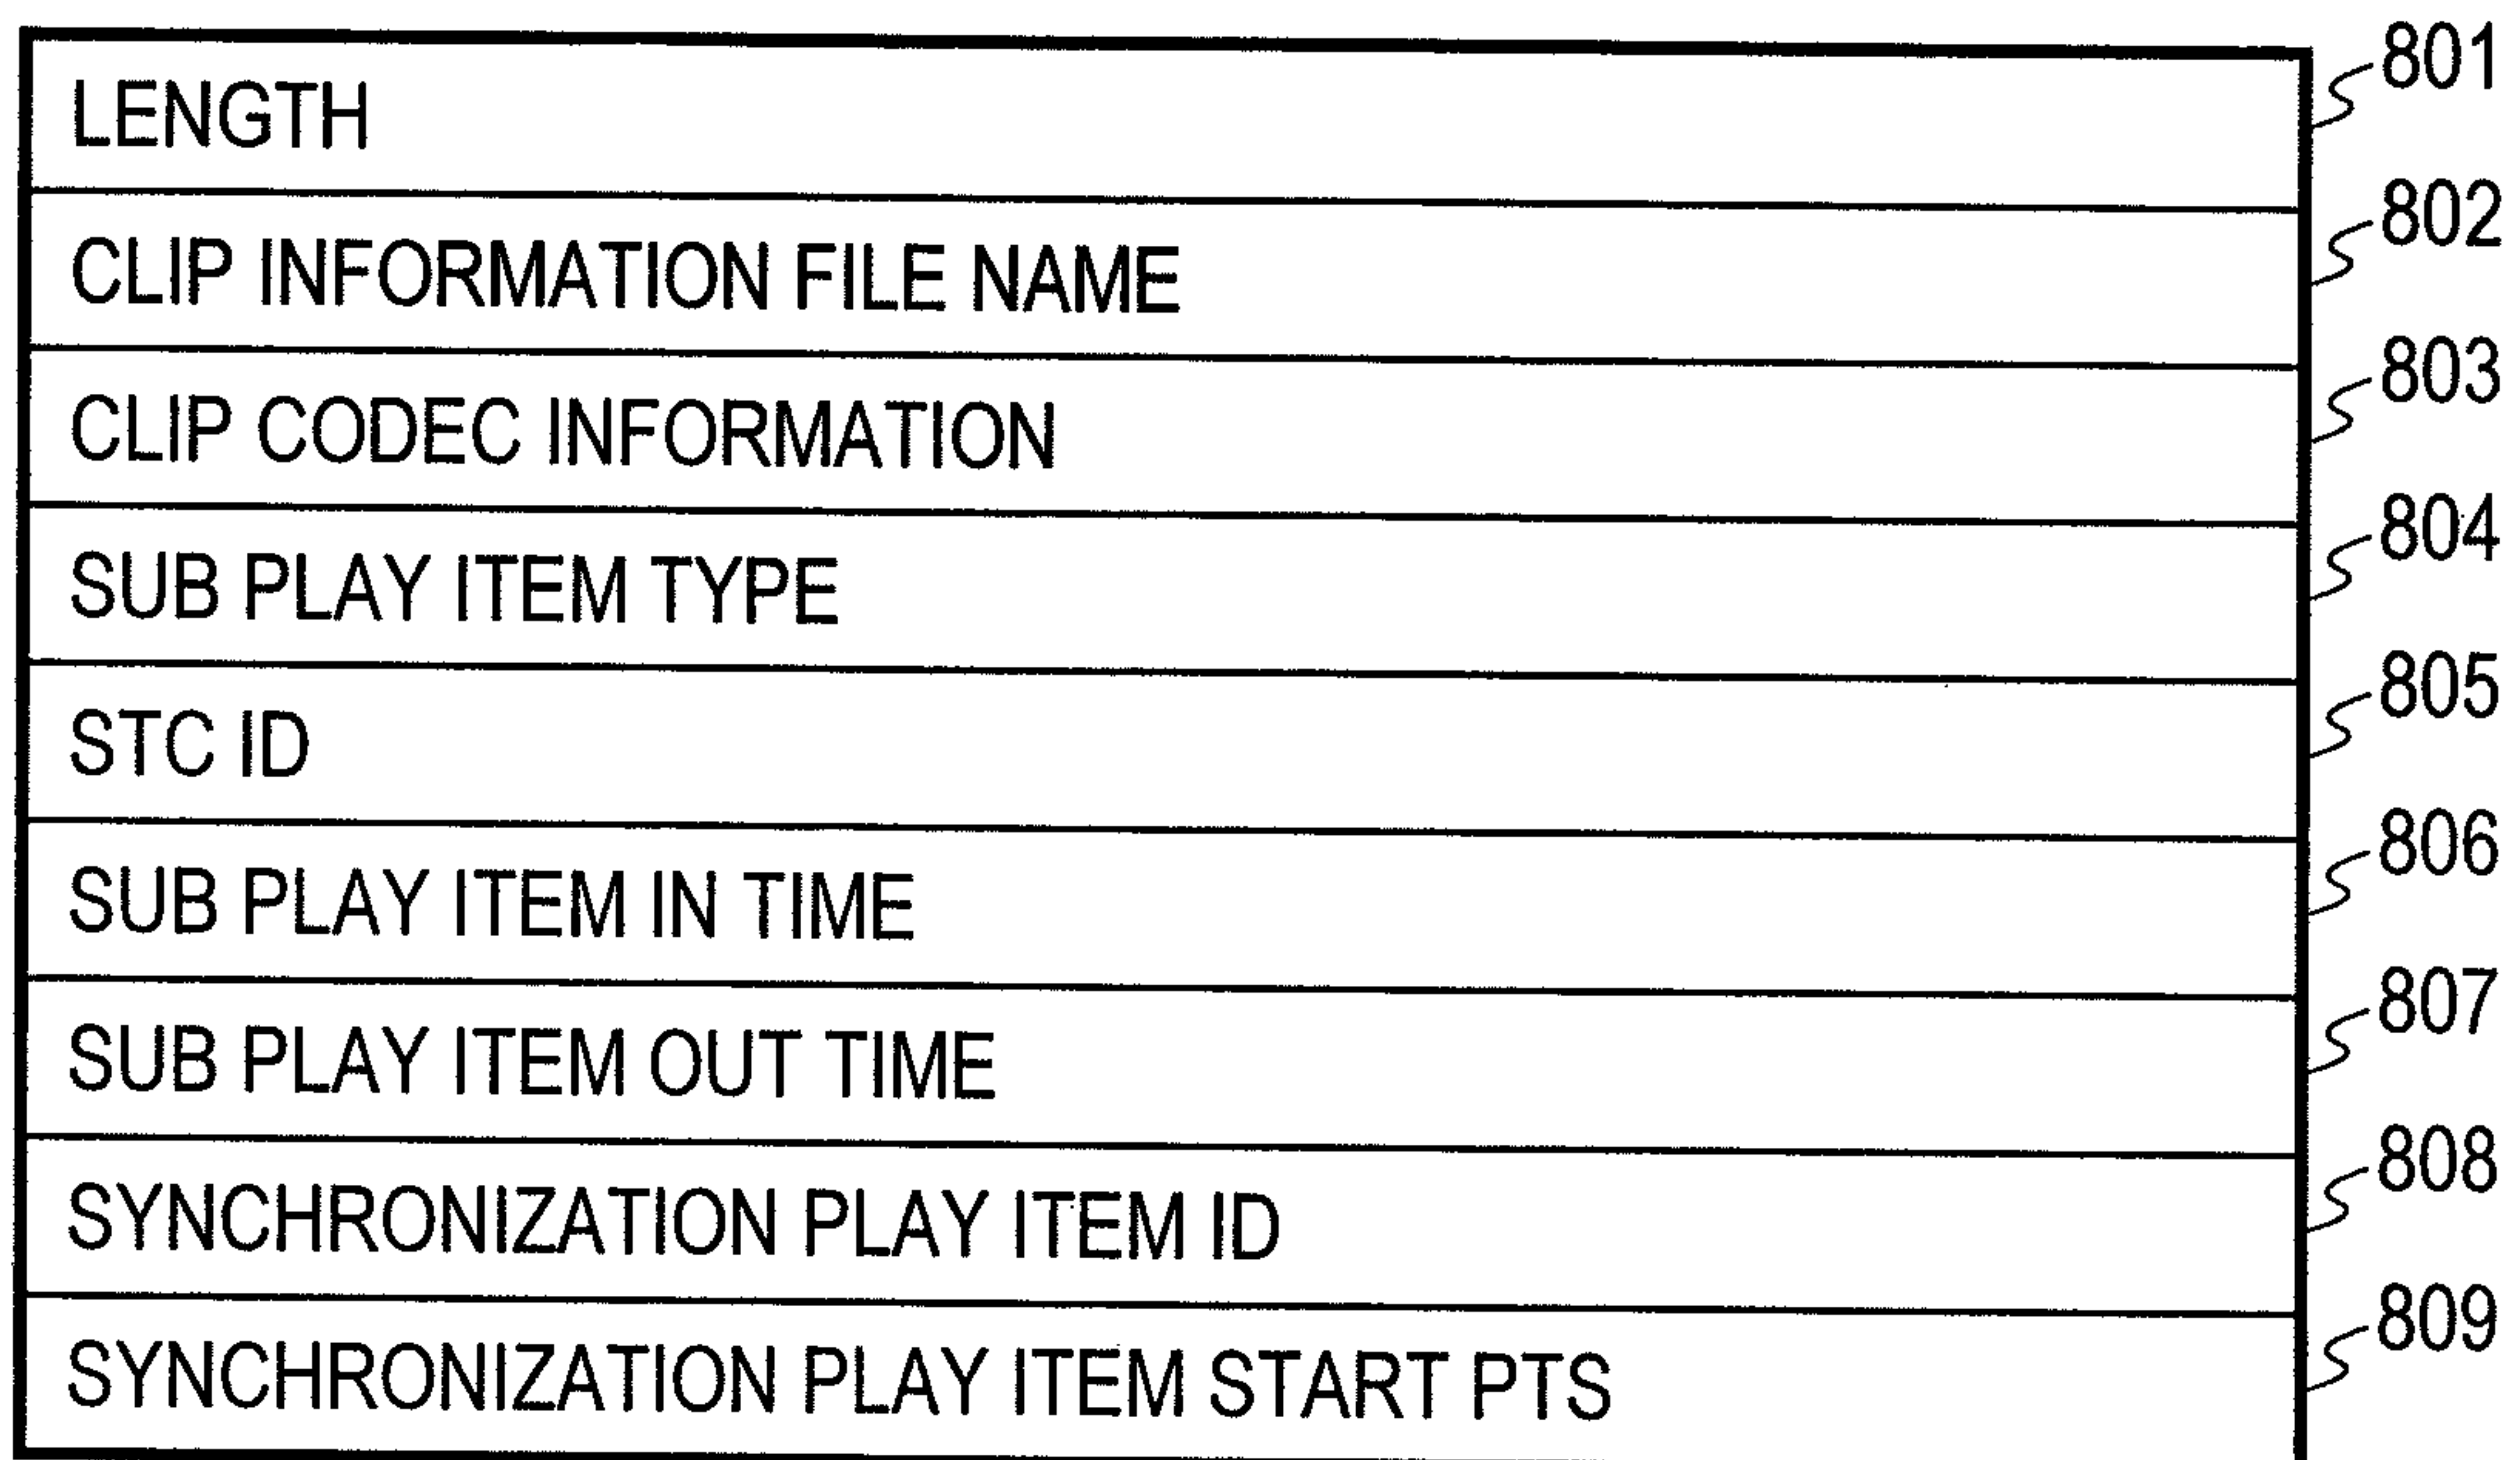 LENGTH 801
CLIP INFORMATION FILE NAME 802
CLIP CODEC INFORMATION 803
SUB PLAY ITEM TYPE 804
STC ID 805
SUB PLAY ITEM IN TIME 806
SUB PLAY ITEM OUT TIME 807
SYNCHRONIZATION PLAY ITEM ID 808
SYNCHRONIZATION PLAY ITEM START PTS 809